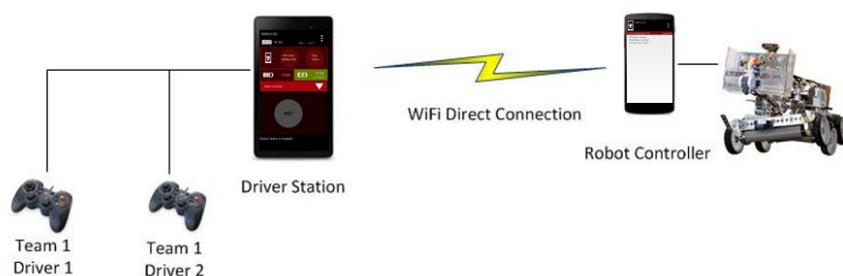 WiFi Direct Connection
Driver Station
Robot Controller
Team 1
Driver 1
Team 1
Driver 2